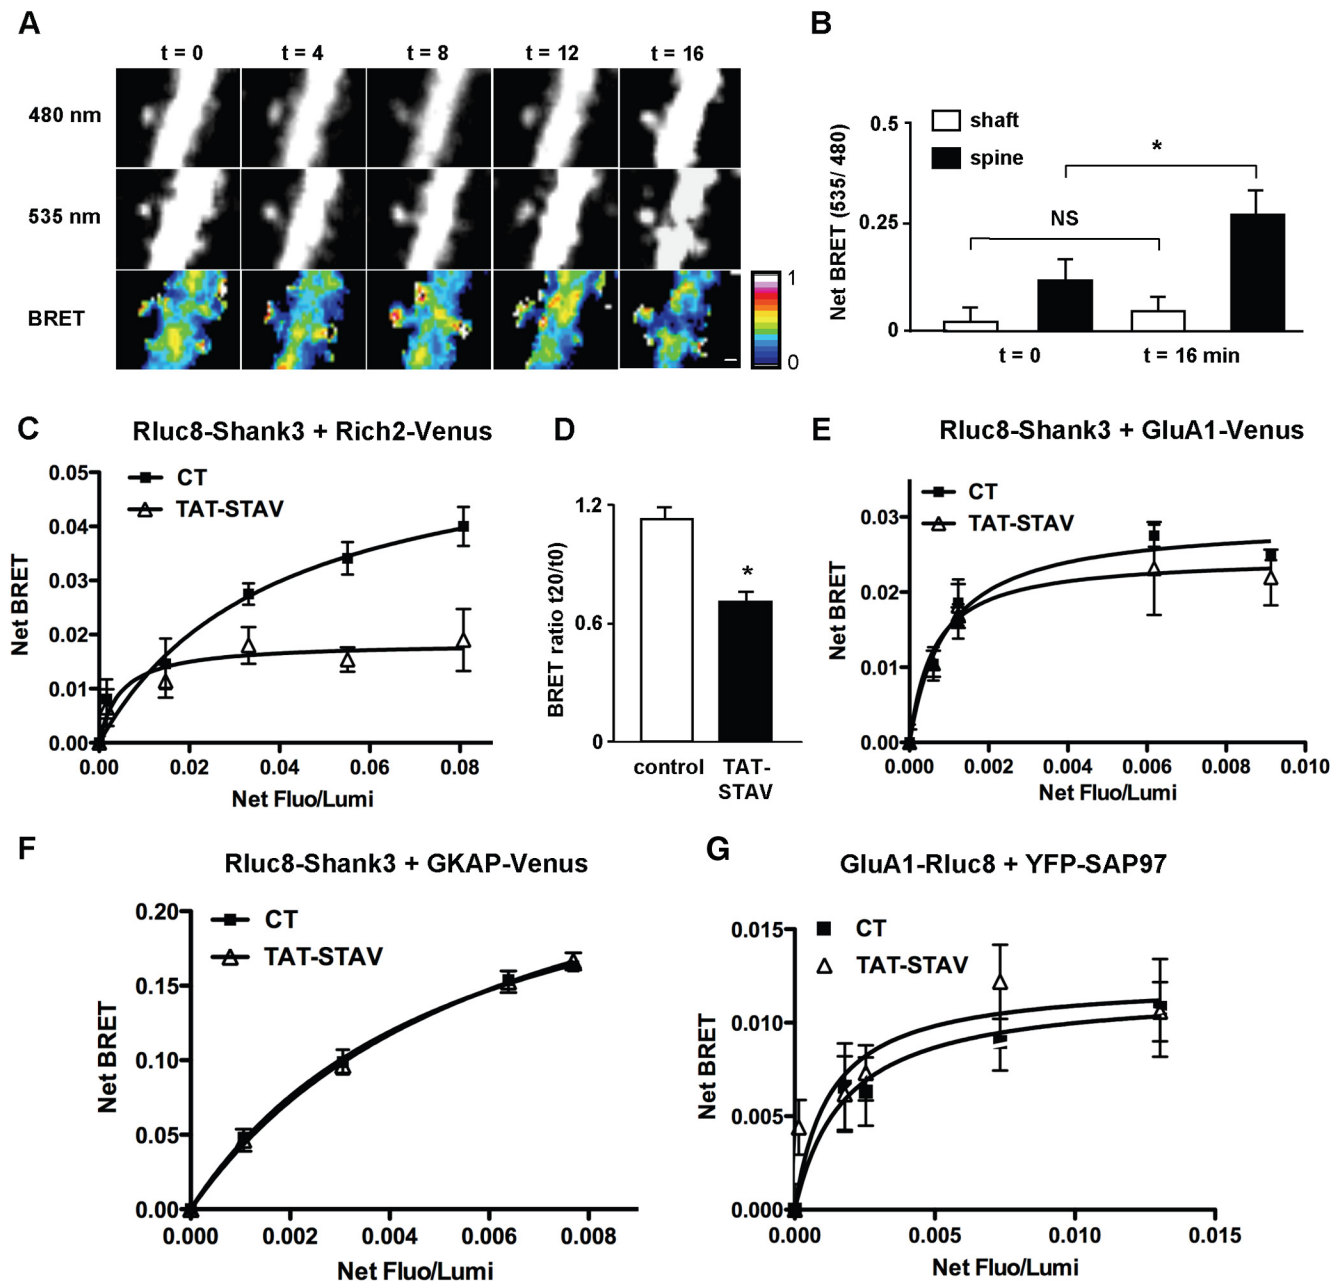 A
t = 0 t = 4 t = 8 t = 12 t = 16
480 nm
535 nm
BRET
1
0
B
Net BRET (535/ 480)
0.5
0.25
0
shaft
spine
*
NS
t = 0 t = 16 min
C
Rluc8-Shank3 + Rich2-Venus
CT
TAT-STAV
Net BRET
0.05
0.04
0.03
0.02
0.01
0.00
0.00 0.02 0.04 0.06 0.08
Net Fluo/Lumi
D
BRET ratio t20/t0)
1.2
0.6
0
*
control TAT-
STAV
E
Rluc8-Shank3 + GluA1-Venus
CT
TAT-STAV
Net BRET
0.03
0.02
0.01
0.00
0.000 0.002 0.004 0.006 0.008 0.010
Net Fluo/Lumi
F
Rluc8-Shank3 + GKAP-Venus
CT
TAT-STAV
Net BRET
0.20
0.15
0.10
0.05
0.00
0.000 0.002 0.004 0.006 0.008
Net Fluo/Lumi
G
GluA1-Rluc8 + YFP-SAP97
CT
TAT-STAV
Net BRET
0.015
0.010
0.005
0.000
0.000 0.005 0.010 0.015
Net Fluo/Lumi